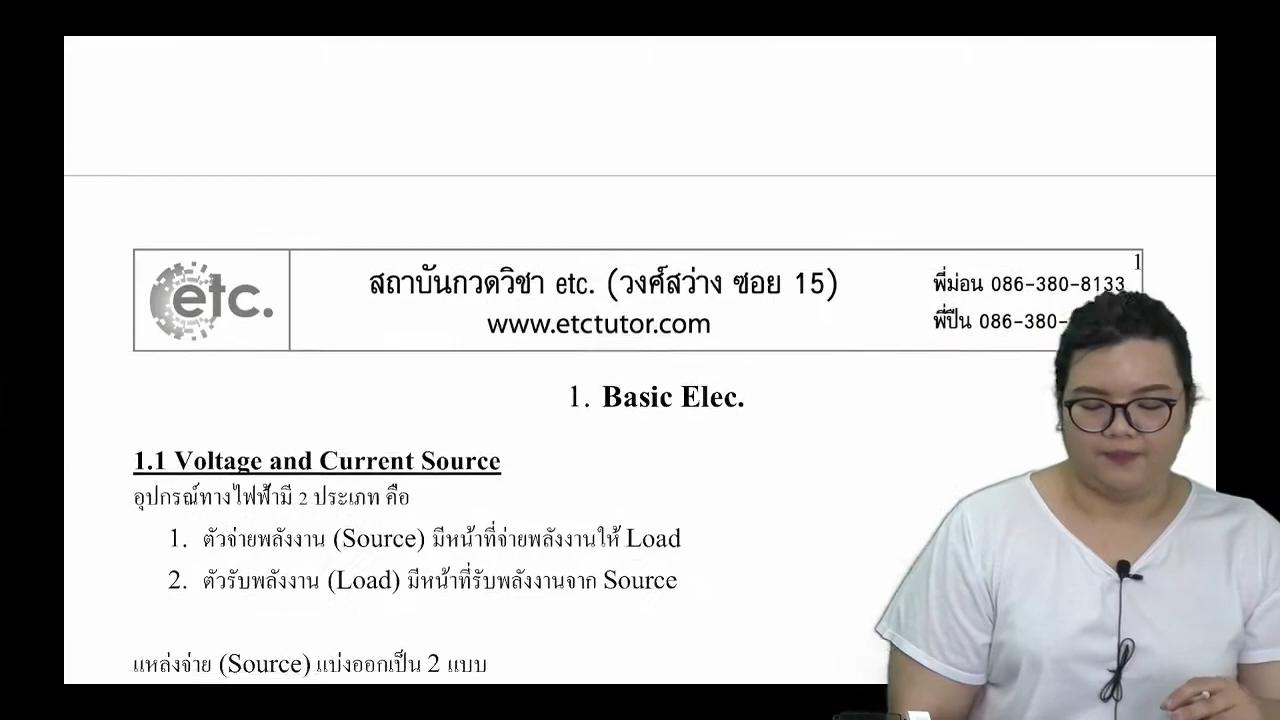 etc.
สถาบันกวดวิชา etc. (วงศ์สว่าง ซอย 15)
www.etctutor.com
พี่ม่อน 086-380-8133
พี่ปืน 086-380-
1
1. Basic Elec.
1.1 Voltage and Current Source
อุปกรณ์ทางไฟฟ้ามี 2 ประเภท คือ
1. ตัวจ่ายพลังงาน (Source) มีหน้าที่จ่ายพลังงานให้ Load
2. ตัวรับพลังงาน (Load) มีหน้าที่รับพลังงานจาก Source
แหล่งจ่าย (Source) แบ่งออกเป็น 2 แบบ